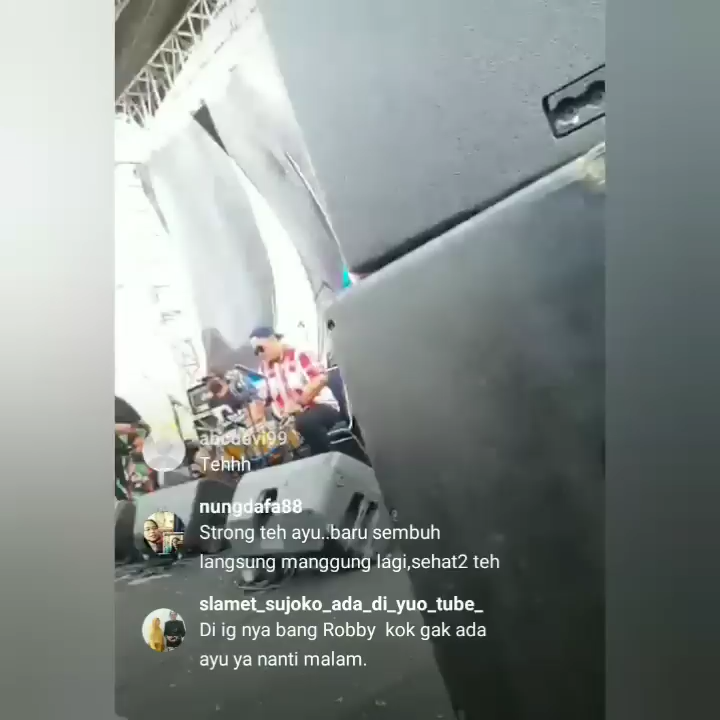 abcdevi99
Tehhh
nungdafa88
Strong teh ayu..baru sembuh
langsung manggung lagi,sehat2 teh
slamet_sujoko_ada_di_yuo_tube_
Di ig nya bang Robby  kok gak ada
ayu ya nanti malam.